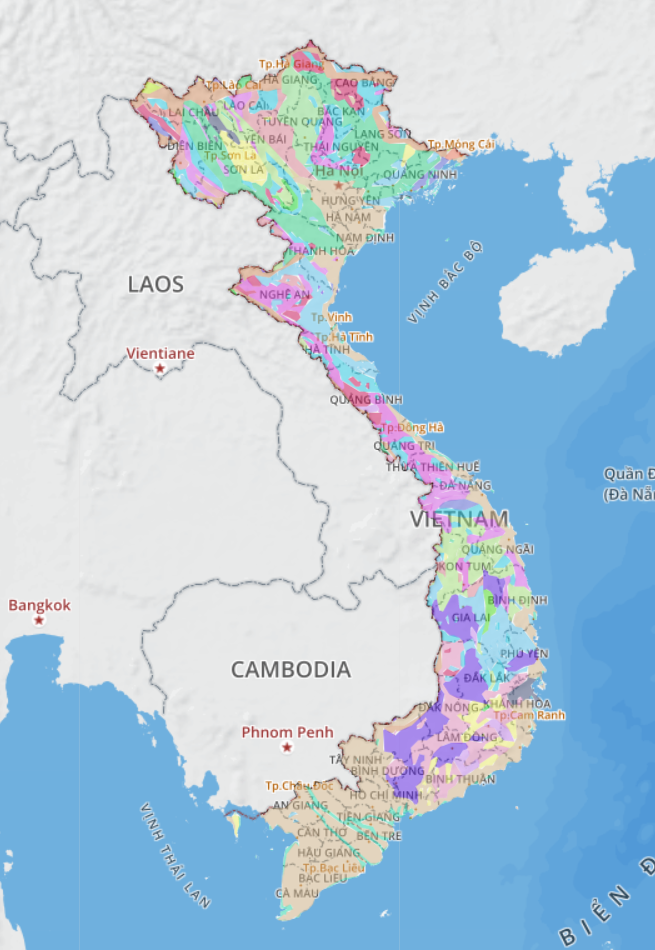 Tp.Hà Giang
HÀ GIANG
CAO BẰNG
Tp.Lào Cai
LÀO CAI
LAI CHÂU
BẮC KẠN
TUYÊN QUANG
LẠNG SƠN
YÊN BÁI
THÁI NGUYÊN
Tp.Móng Cái
ĐIỆN BIÊN
Tp.Sơn La
SƠN LA
Hà Nội
QUẢNG NINH
HƯNG YÊN
HÀ NAM
NAM ĐỊNH
THANH HÓA
VỊNH BẮC BỘ
LAOS
NGHỆ AN
Tp.Vinh
Tp.Hà Tĩnh
HÀ TĨNH
Vientiane
QUẢNG BÌNH
Tp.Đông Hà
QUẢNG TRỊ
THỪA THIÊN HUẾ
Quần Đ
(Đà Nẵn
ĐÀ NẴNG
VIETNAM
QUẢNG NGÃI
KON TUM
BÌNH ĐỊNH
Bangkok
GIA LAI
PHÚ YÊN
CAMBODIA
ĐẮK LẮK
KHÁNH HÒA
ĐẮK NÔNG
Tp.Cam Ranh
Phnom Penh
LÂM ĐỒNG
TÂY NINH
BÌNH DƯƠNG
BÌNH THUẬN
Tp.Châu Đốc
HỒ CHÍ MINH
AN GIANG
TIỀN GIANG
CẦN THƠ
BẾN TRE
VỊNH THÁI LAN
HẬU GIANG
Tp.Bạc Liêu
BẠC LIÊU
CÀ MAU
BIỂN Đ